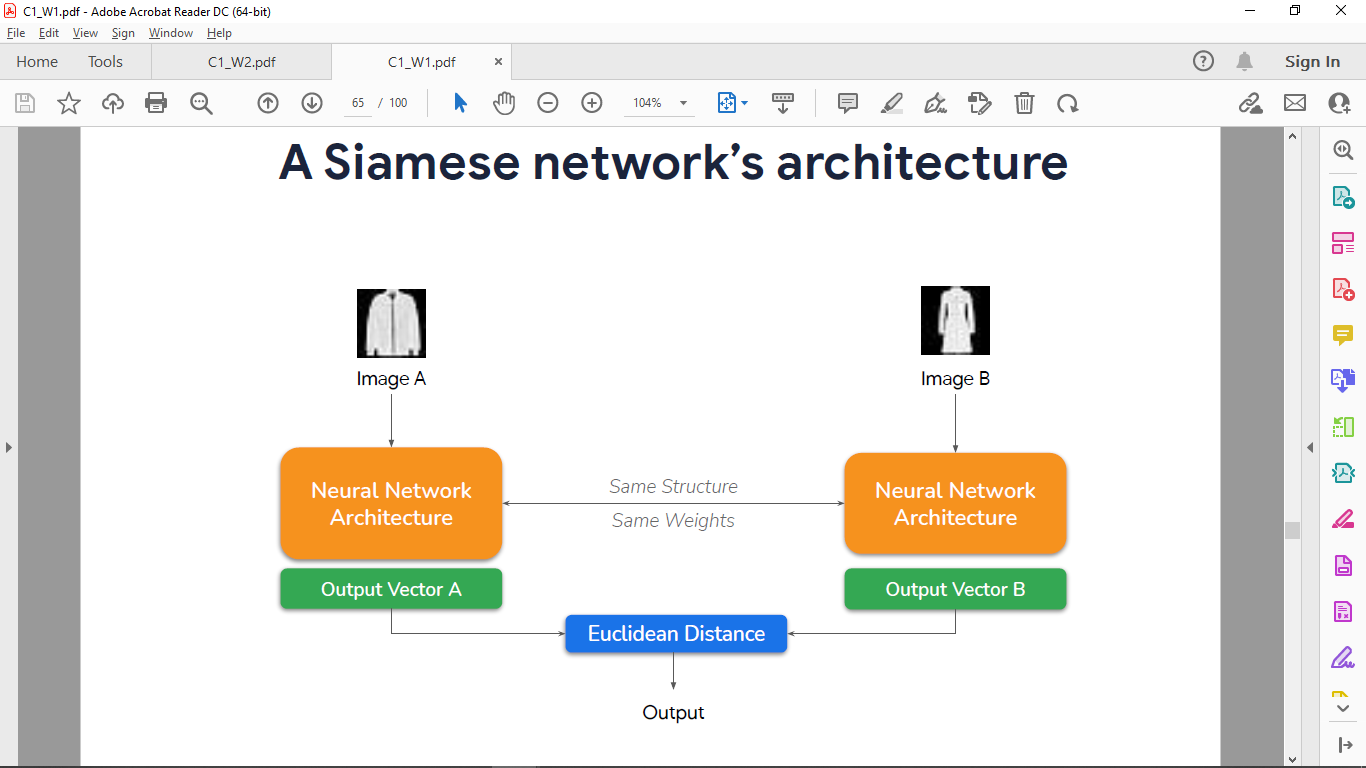 C1_W1.pdf - Adobe Acrobat Reader DC (64-bit)
File Edit View Sign Window Help
Home Tools C1_W2.pdf C1_W1.pdf × Sign In
65 / 100 104%
A Siamese network’s architecture
Image A Image B
Neural Network
Architecture
Same Structure
Same Weights
Neural Network
Architecture
Output Vector A Output Vector B
Euclidean Distance
Output